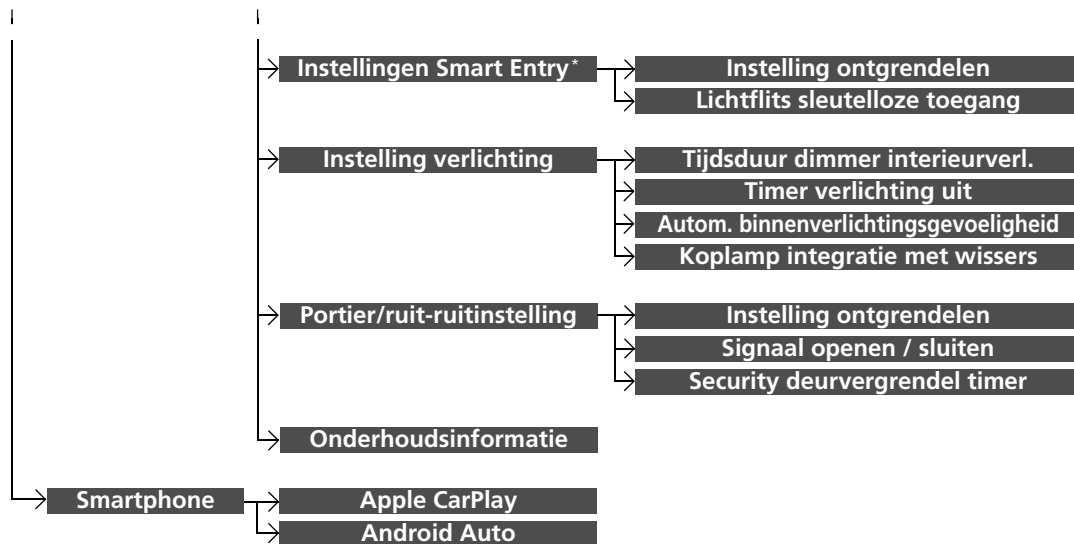 Instellingen Smart Entry*
Instelling ontgrendelen
Lichtflits sleutelloze toegang
Instelling verlichting
Tijdsduur dimmer interieurverl.
Timer verlichting uit
Autom. binnenverlichtingsgevoeligheid
Koplamp integratie met wissers
Portier/ruit-ruitinstelling
Instelling ontgrendelen
Signaal openen / sluiten
Security deurvergrendel timer
Onderhoudsinformatie
Smartphone
Apple CarPlay
Android Auto